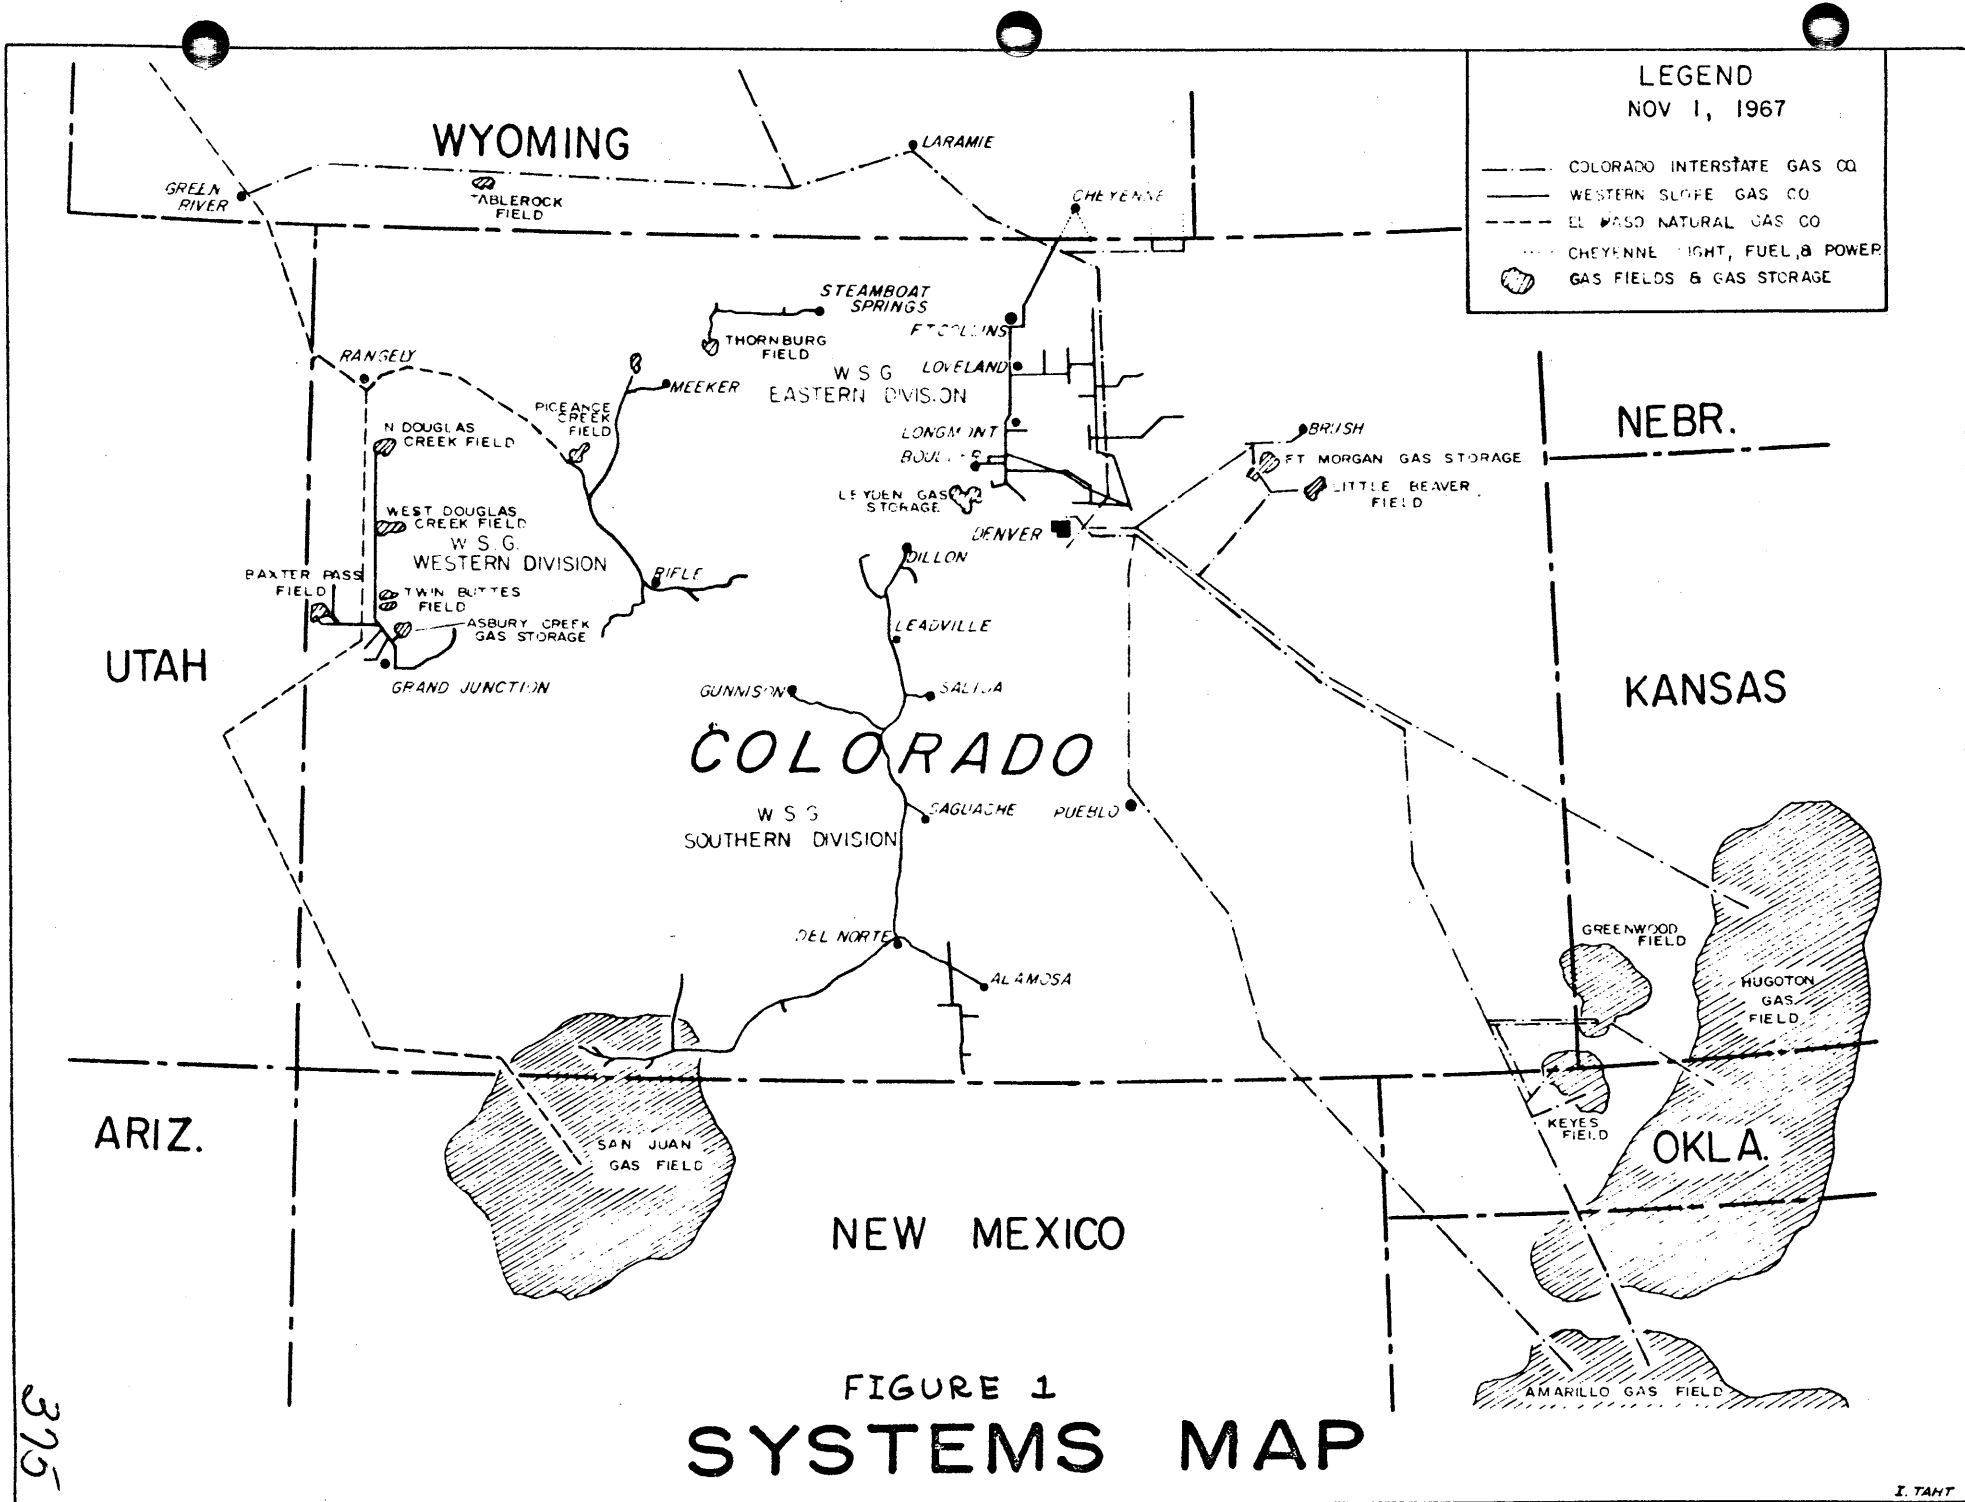 LEGEND
NOV 1, 1967
COLORADO INTERSTATE GAS CO.
WESTERN SLOPE GAS CO.
EL PASO NATURAL GAS CO
CHEYENNE LIGHT, FUEL, & POWER
GAS FIELDS & GAS STORAGE
WYOMING
LARAMIE
GREEN
RIVER
TABLEROCK
FIELD
CHEYENNE
STEAMBOAT
SPRINGS
FT COLLINS
THORNBURG
FIELD
RANGELY
W S G
EASTERN DIVISION
LOVELAND
MEEKER
PICEANCE
CREEK
FIELD
N DOUGLAS
CREEK FIELD
LONGMONT
BOULDER
BRUSH
FT MORGAN GAS STORAGE
LITTLE BEAVER
FIELD
NEBR.
LEYDEN GAS
STORAGE
DENVER
WEST DOUGLAS
CREEK FIELD
W S. G.
WESTERN DIVISION
DILLON
BAXTER PASS
FIELD
RIFLE
TWIN BUTTES
FIELD
ASBURY CREEK
GAS STORAGE
LEADVILLE
UTAH
GRAND JUNCTION
GUNNISON
SALIDA
KANSAS
COLORADO
W S G
SOUTHERN DIVISION
SAGUACHE
PUEBLO
DEL NORTE
ALAMOSA
GREENWOOD
FIELD
HUGOTON
GAS
FIELD
ARIZ.
SAN JUAN
GAS FIELD
KEYES
FIELD
OKLA.
NEW MEXICO
AMARILLO GAS FIELD
FIGURE 1
SYSTEMS MAP
375
I. TAHT